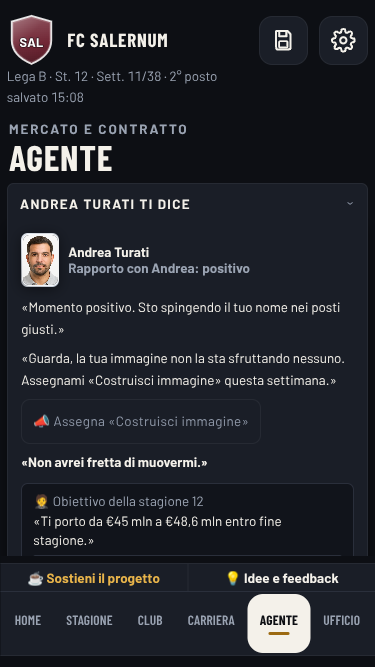 SAL
FC SALERNUM
Lega B · St. 12 · Sett. 11/38 · 2° posto
salvato 15:08
MERCATO E CONTRATTO
AGENTE
ANDREA TURATI TI DICE
Andrea Turati
Rapporto con Andrea: positivo
«Momento positivo. Sto spingendo il tuo nome nei posti
giusti.»
«Guarda, la tua immagine non la sta sfruttando nessuno.
Assegnami «Costruisci immagine» questa settimana.»
📣 Assegna «Costruisci immagine»
«Non avrei fretta di muovermi.»
🧑‍💼 Obiettivo della stagione 12
«Ti porto da €45 mln a €48,6 mln entro fine
stagione.»
☕ Sostieni il progetto
💡 Idee e feedback
HOME
STAGIONE
CLUB
CARRIERA
AGENTE
UFFICIO